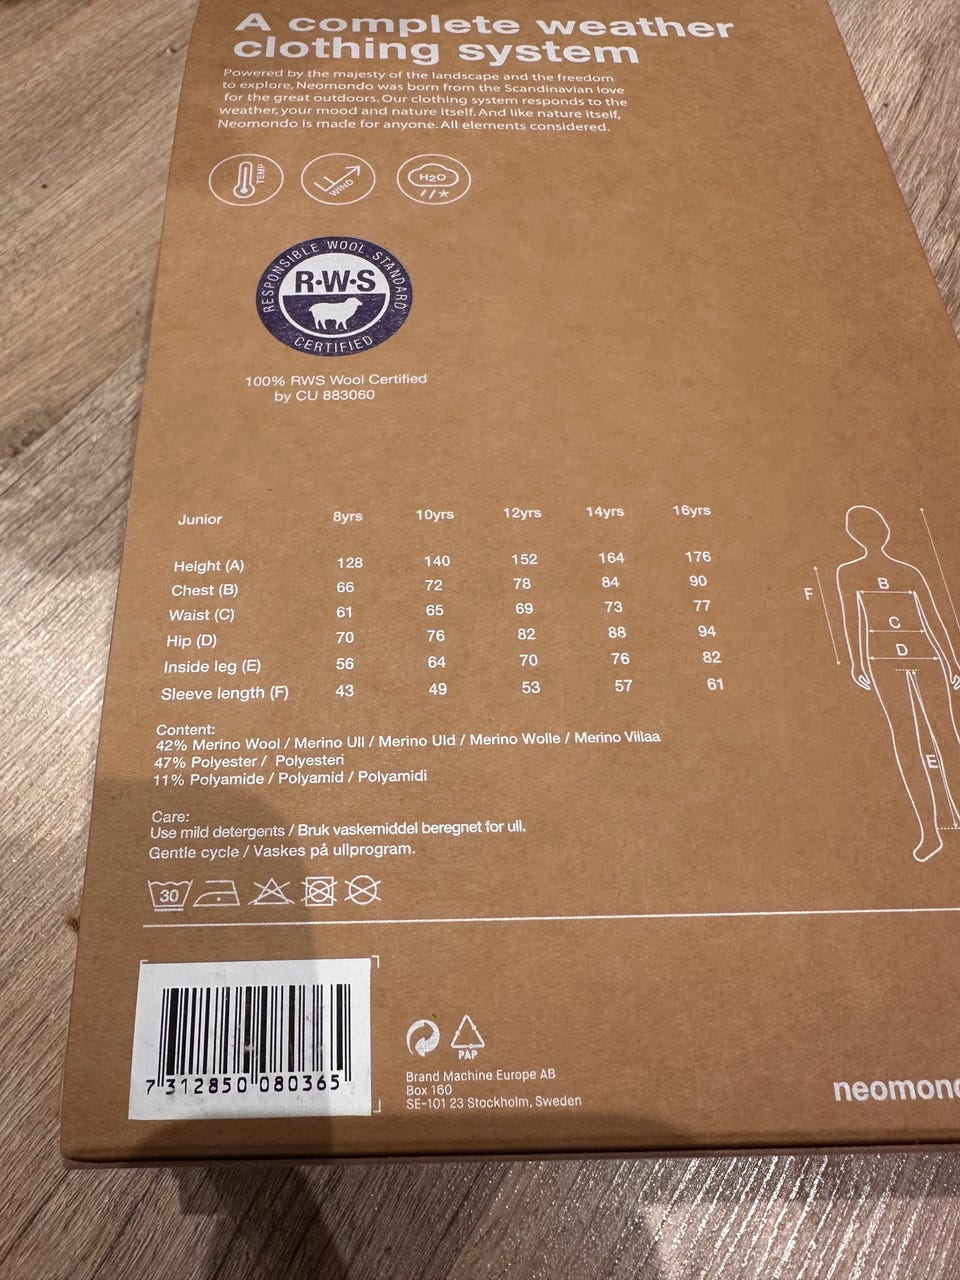 A complete weather
clothing system
Powered by the majesty of the landscape and the freedom
to explore, Neomondo was born from the Scandinavian love
for the great outdoors. Our clothing system responds to the
weather, your mood and nature itself. And like nature itself,
Neomondo is made for anyone. All elements considered.
TEMP
WIND
H2O
RESPONSIBLE WOOL STANDARD
R·W·S
CERTIFIED
100% RWS Wool Certified
by CU 883060
Junior 8yrs 10yrs 12yrs 14yrs 16yrs
Height (A) 128 140 152 164 176
Chest (B) 66 72 78 84 90
Waist (C) 61 65 69 73 77
Hip (D) 70 76 82 88 94
Inside leg (E) 56 64 70 76 82
Sleeve length (F) 43 49 53 57 61
F
B
C
D
E
Content:
42% Merino Wool / Merino Ull / Merino Uld / Merino Wolle / Merino Villaa
47% Polyester / Polyesteri
11% Polyamide / Polyamid / Polyamidi
Care:
Use mild detergents / Bruk vaskemiddel beregnet for ull.
Gentle cycle / Vaskes på ullprogram.
30
7 312850 080365
PAP
Brand Machine Europe AB
Box 160
SE-101 23 Stockholm, Sweden